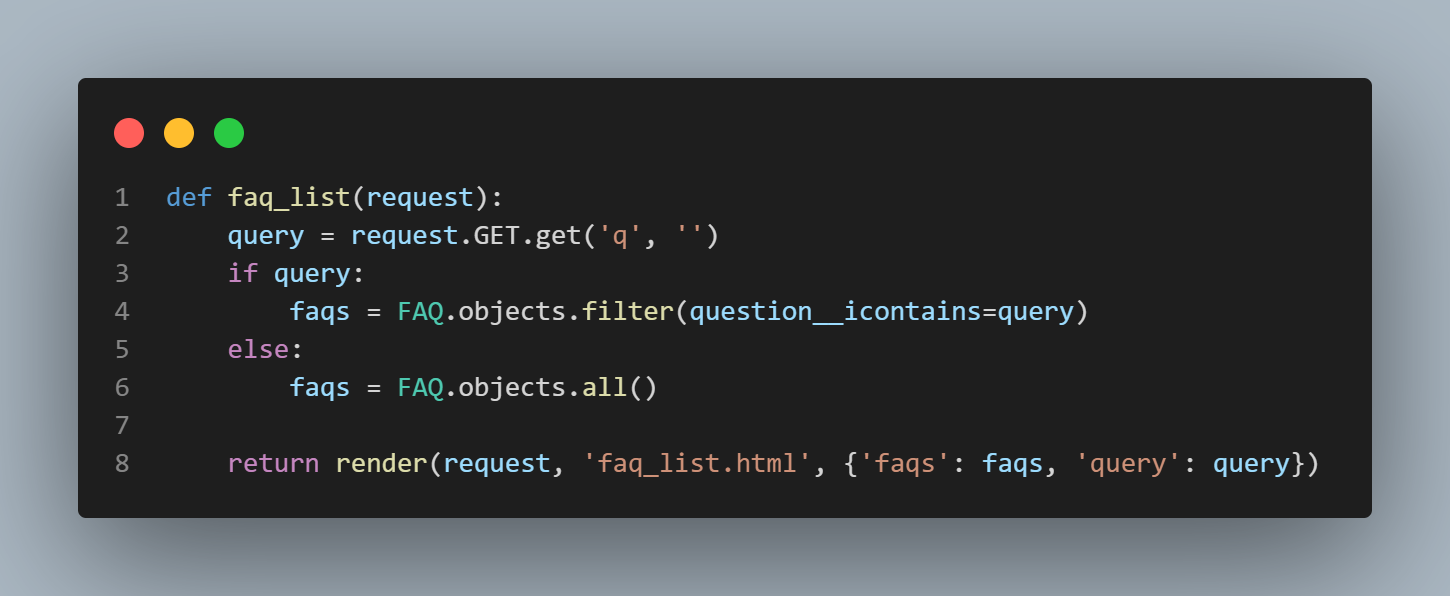 1 def faq_list(request):
2     query = request.GET.get('q', '')
3     if query:
4         faqs = FAQ.objects.filter(question__icontains=query)
5     else:
6         faqs = FAQ.objects.all()
7
8     return render(request, 'faq_list.html', {'faqs': faqs, 'query': query})